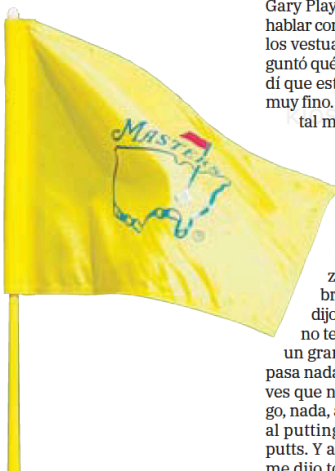 Gary Play
hablar con
los vestua
guntó qué
dí que est
muy fino.
tal m
MASTERS
z
br
dijo
no te
un gran
pasa nada
ves que n
go, nada, a
al putting
putts. Y a
me dijo te